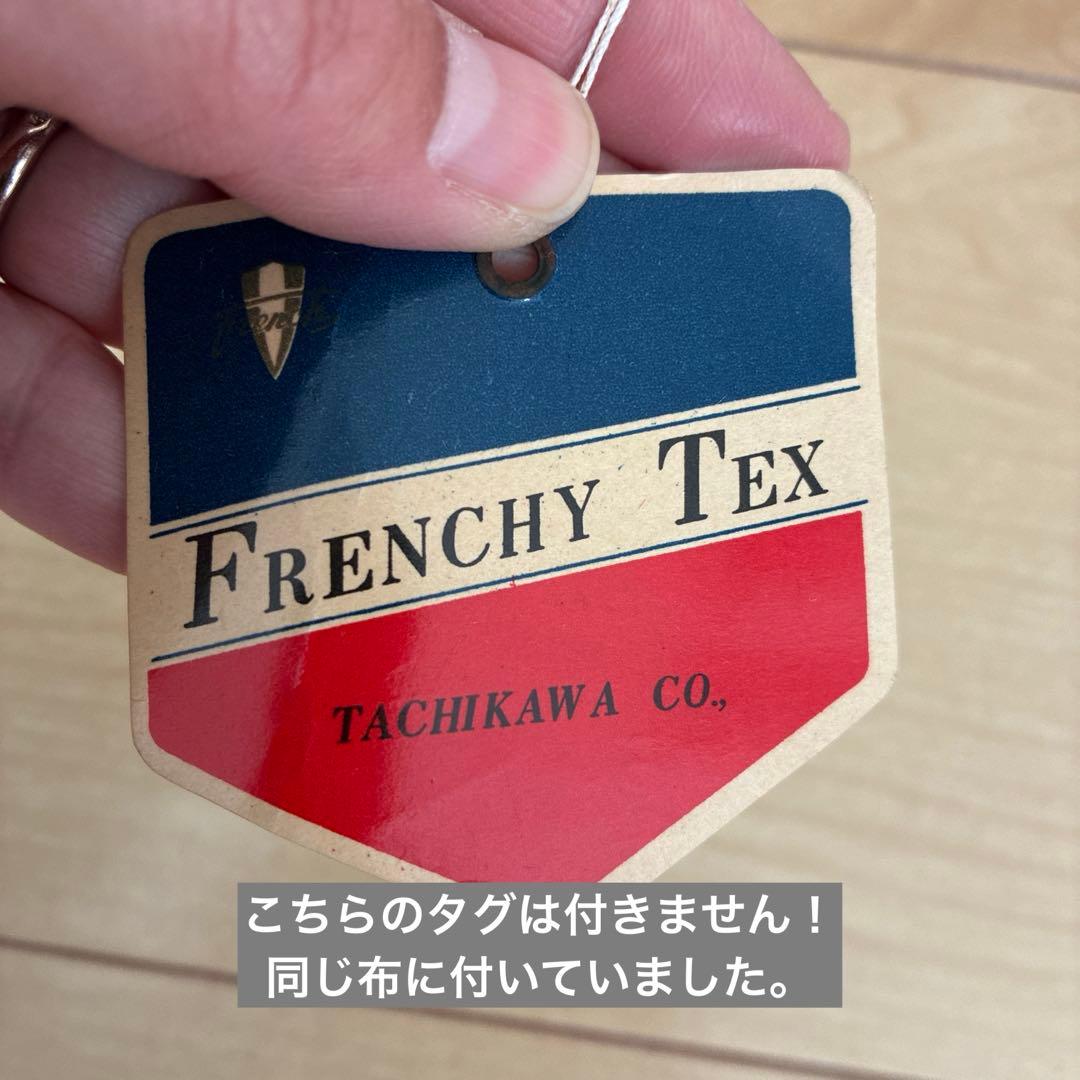 FRENCHY TEX
TACHIKAWA CO.,
こちらのタグは付きません！
同じ布に付いていました。